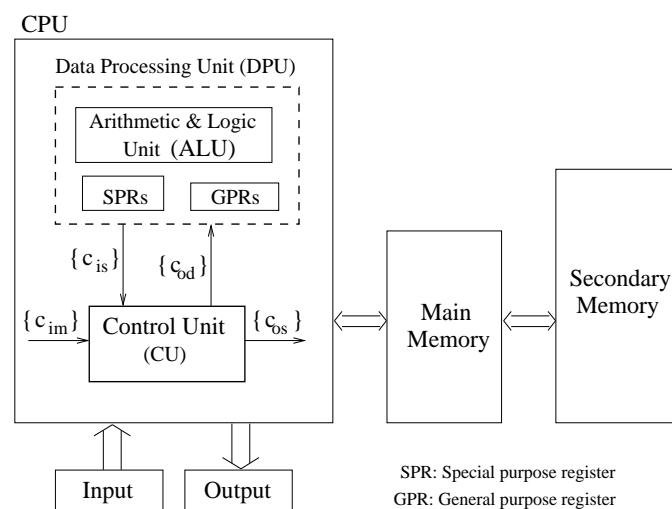 CPU
Data Processing Unit (DPU)
Arithmetic & Logic
Unit (ALU)
SPRs
GPRs
{c_is}
{c_od}
{c_im}
Control Unit
(CU)
{c_os}
Main
Memory
Secondary
Memory
Input
Output
SPR: Special purpose register
GPR: General purpose register